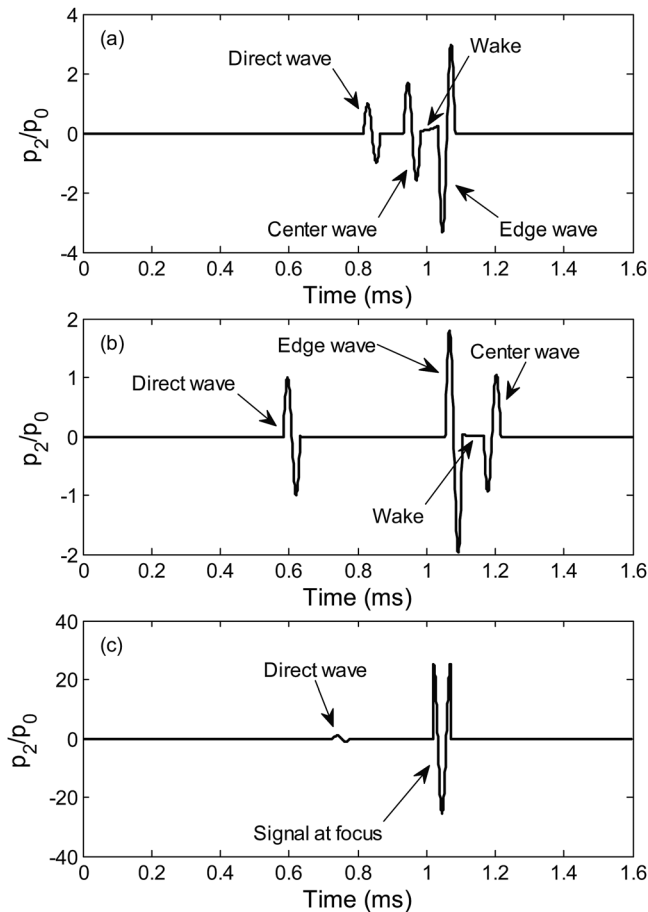 (a)
Direct wave
Wake
Center wave
Edge wave
p2/p0
4
2
0
-2
-4
0 0.2 0.4 0.6 0.8 1 1.2 1.4 1.6
Time (ms)
(b)
Direct wave
Edge wave
Center wave
Wake
p2/p0
2
1
0
-1
-2
0 0.2 0.4 0.6 0.8 1 1.2 1.4 1.6
Time (ms)
(c)
Direct wave
Signal at focus
p2/p0
40
20
0
-20
-40
0 0.2 0.4 0.6 0.8 1 1.2 1.4 1.6
Time (ms)